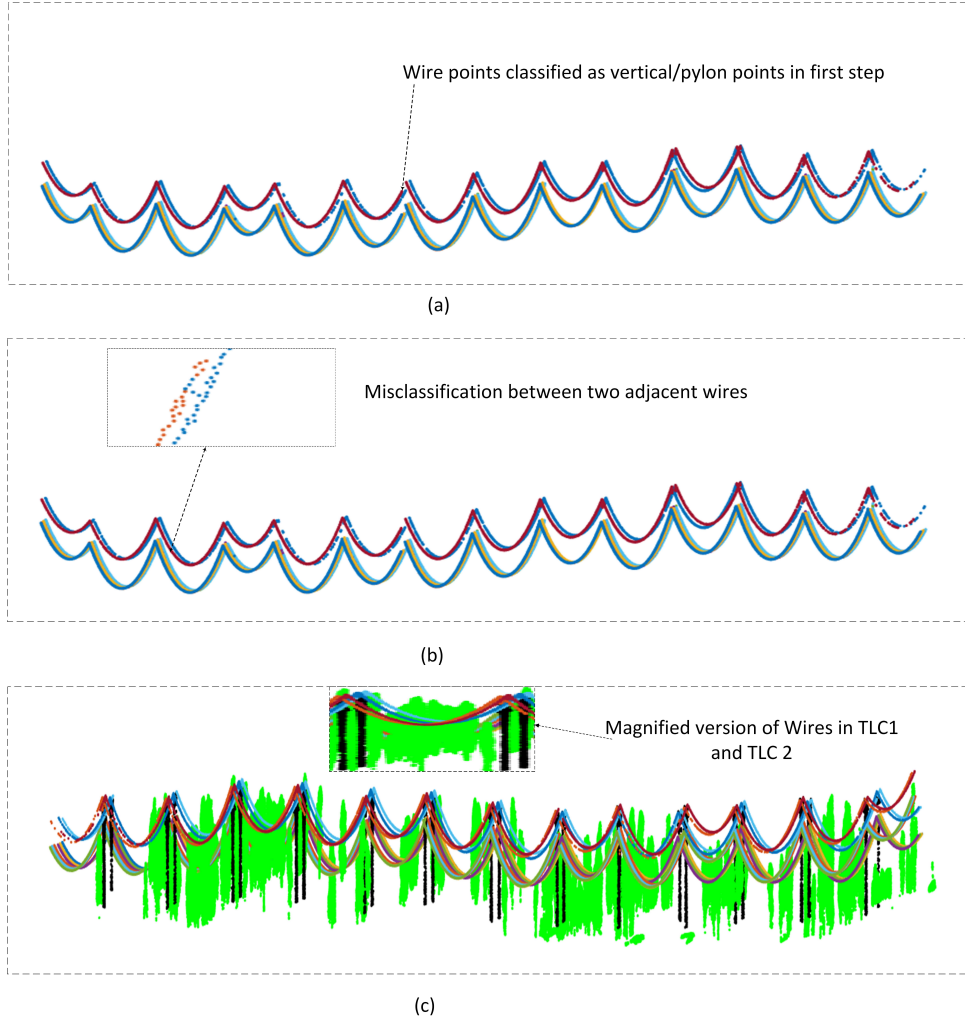 Wire points classified as vertical/pylon points in first step
(a)
Misclassification between two adjacent wires
(b)
Magnified version of Wires in TLC1
and TLC 2
(c)